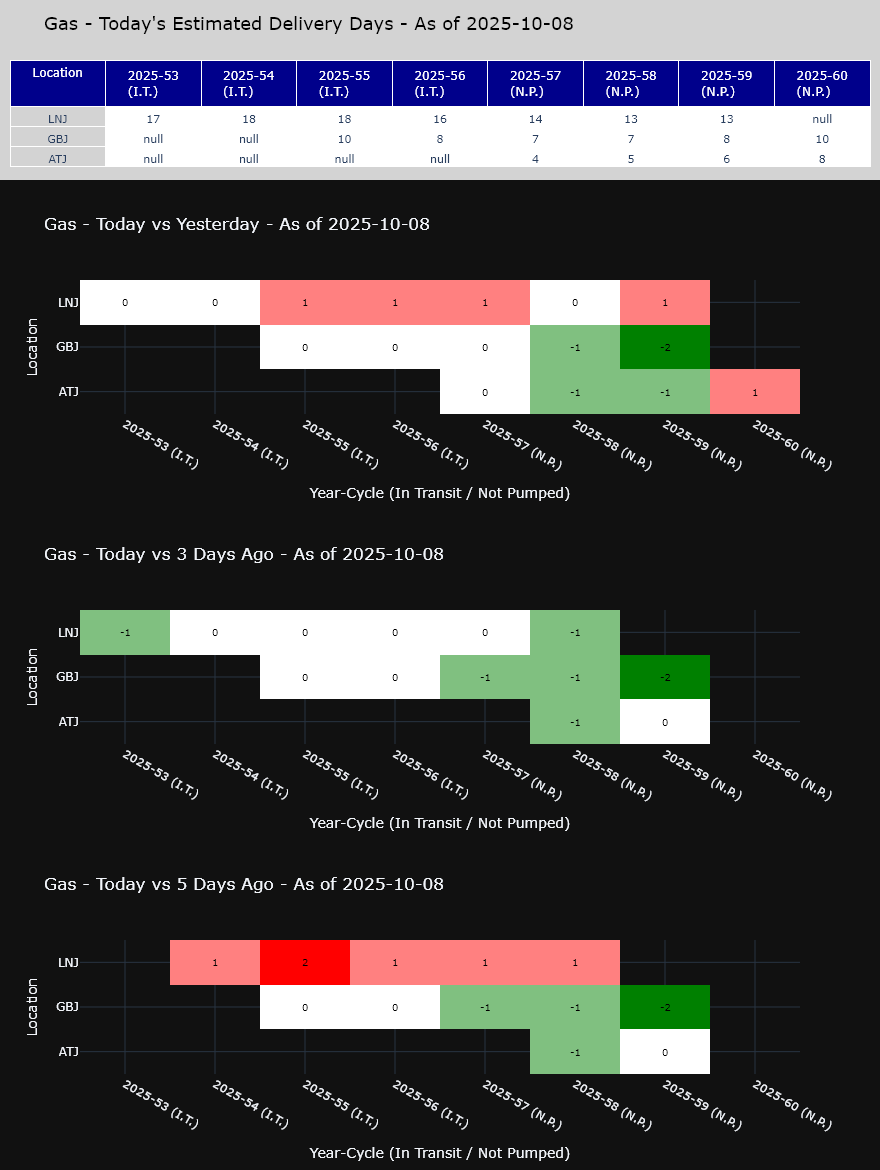 Gas - Today's Estimated Delivery Days - As of 2025-10-08
Location 2025-53 (I.T.) 2025-54 (I.T.) 2025-55 (I.T.) 2025-56 (I.T.) 2025-57 (N.P.) 2025-58 (N.P.) 2025-59 (N.P.) 2025-60 (N.P.)
LNJ 17 18 18 16 14 13 13 null
GBJ null null 10 8 7 7 8 10
ATJ null null null null 4 5 6 8
Gas - Today vs Yesterday - As of 2025-10-08
Location
LNJ 0 0 1 1 1 0 1
GBJ 0 0 0 -1 -2
ATJ 0 -1 -1 1
2025-53 (I.T.) 2025-54 (I.T.) 2025-55 (I.T.) 2025-56 (I.T.) 2025-57 (N.P.) 2025-58 (N.P.) 2025-59 (N.P.) 2025-60 (N.P.)
Year-Cycle (In Transit / Not Pumped)
Gas - Today vs 3 Days Ago - As of 2025-10-08
Location
LNJ -1 0 0 0 0 -1
GBJ 0 0 -1 -1 -2
ATJ -1 0
2025-53 (I.T.) 2025-54 (I.T.) 2025-55 (I.T.) 2025-56 (I.T.) 2025-57 (N.P.) 2025-58 (N.P.) 2025-59 (N.P.) 2025-60 (N.P.)
Year-Cycle (In Transit / Not Pumped)
Gas - Today vs 5 Days Ago - As of 2025-10-08
Location
LNJ 1 2 1 1 1
GBJ 0 0 -1 -1 -2
ATJ -1 0
2025-53 (I.T.) 2025-54 (I.T.) 2025-55 (I.T.) 2025-56 (I.T.) 2025-57 (N.P.) 2025-58 (N.P.) 2025-59 (N.P.) 2025-60 (N.P.)
Year-Cycle (In Transit / Not Pumped)